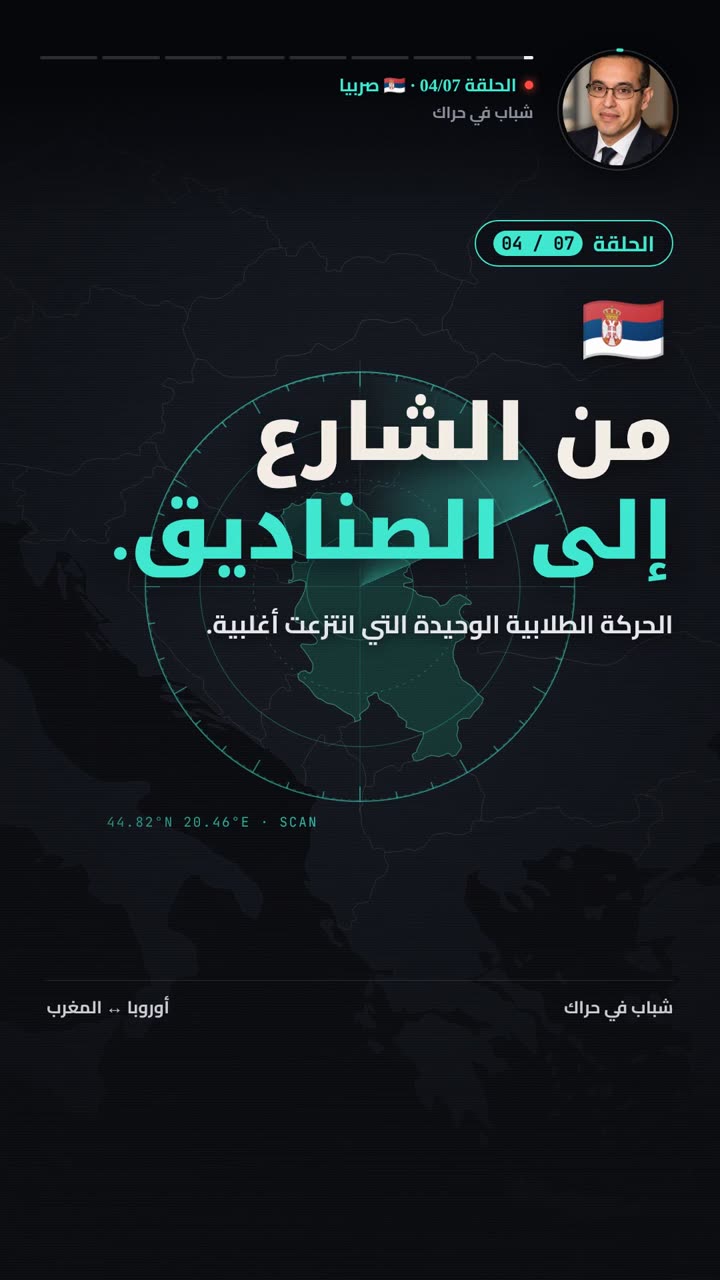 الحلقة 04/07 · 🇷🇸 صربيا
شباب في حراك
الحلقة 04 / 07
من الشارع
إلى الصناديق.
الحركة الطلابية الوحيدة التي انتزعت أغلبية.
44.82°N 20.46°E · SCAN
شباب في حراك
أوروبا ↔ المغرب